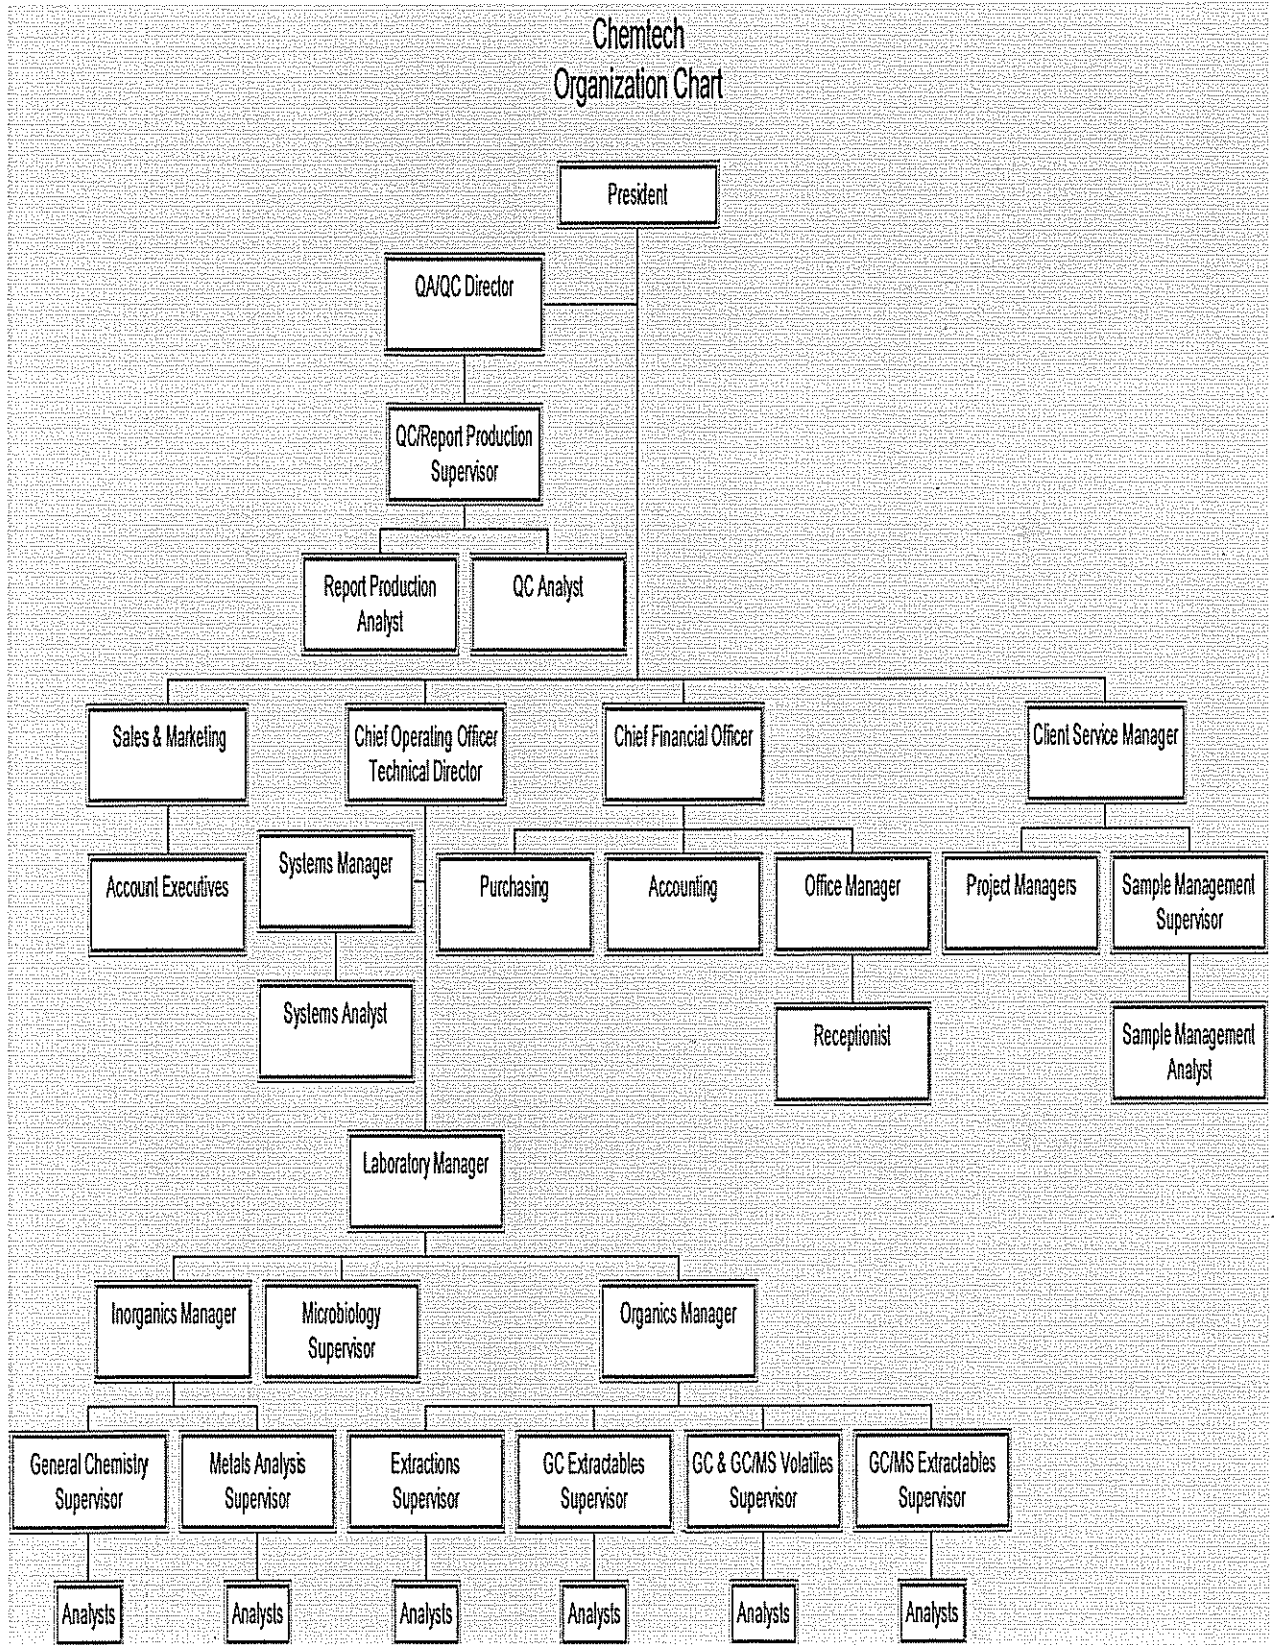 Chemtech
Organization Chart
President
QA/QC Director
QC/Report Production
Supervisor
Report Production
Analyst
QC Analyst
Sales & Marketing
Chief Operating Officer
Technical Director
Chief Financial Officer
Client Service Manager
Account Executives
Systems Manager
Purchasing
Accounting
Office Manager
Project Managers
Sample Management
Supervisor
Systems Analyst
Receptionist
Sample Management
Analyst
Laboratory Manager
Inorganics Manager
Microbiology
Supervisor
Organics Manager
General Chemistry
Supervisor
Metals Analysis
Supervisor
Extractions
Supervisor
GC Extractables
Supervisor
GC & GC/MS Volatiles
Supervisor
GC/MS Extractables
Supervisor
Analysts
Analysts
Analysts
Analysts
Analysts
Analysts